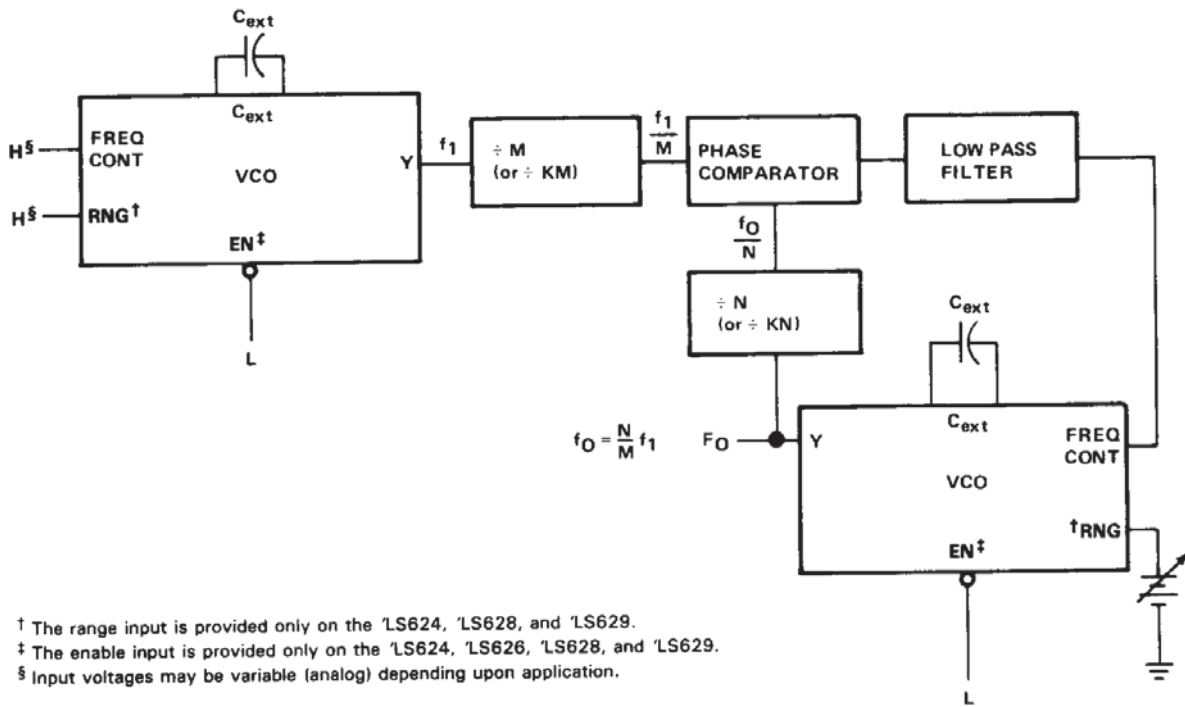 Cext
Cext
FREQ
CONT
VCO
Y
RNG†
EN‡
H§
H§
L
f1
÷ M
(or ÷ KM)
f1
M
PHASE
COMPARATOR
LOW PASS
FILTER
fO
N
÷ N
(or ÷ KN)
Cext
Cext
fO = N/M f1
FO
Y
FREQ
CONT
VCO
†RNG
EN‡
L
† The range input is provided only on the 'LS624, 'LS628, and 'LS629.
‡ The enable input is provided only on the 'LS624, 'LS626, 'LS628, and 'LS629.
§ Input voltages may be variable (analog) depending upon application.